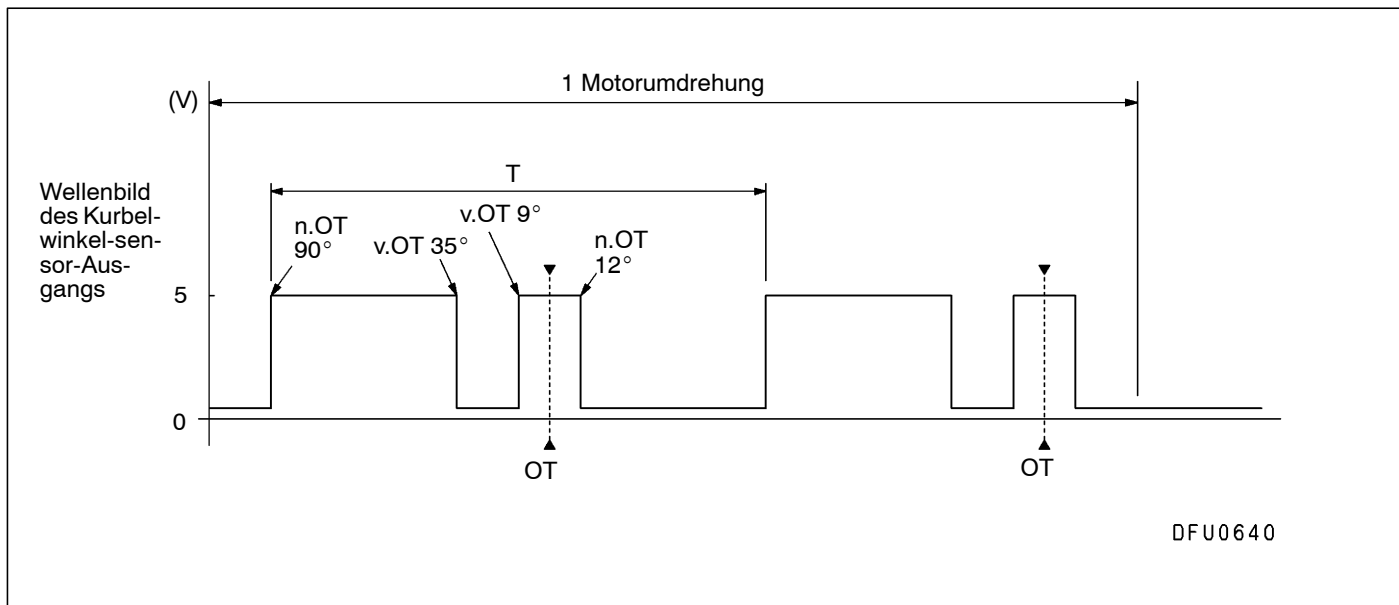 1 Motorumdrehung
(V)
T
Wellenbild
des Kurbel-
winkel-sen-
sor-Aus-
gangs
n.OT
90°
v.OT 35°
v.OT 9°
n.OT
12°
5
0
OT
OT
DFU0640